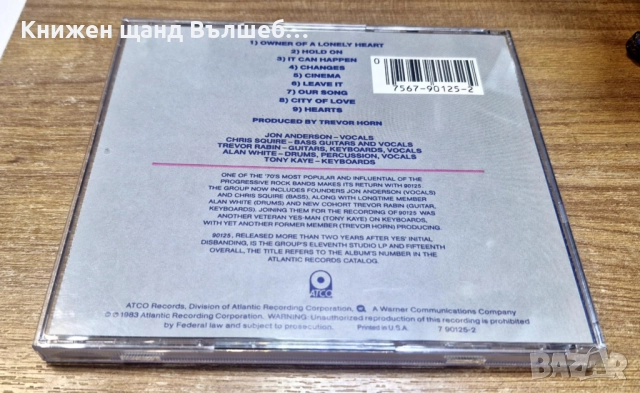 Книжен щанд Вълшеб...
1) OWNER OF A LONELY HEART
2) HOLD ON
3) IT CAN HAPPEN
4) CHANGES
5) CINEMA
6) LEAVE IT
7) OUR SONG
8) CITY OF LOVE
9) HEARTS
0 7567-90125-2
PRODUCED BY TREVOR HORN
JON ANDERSON – VOCALS
CHRIS SQUIRE – BASS GUITARS AND VOCALS
TREVOR RABIN – GUITARS, KEYBOARDS, VOCALS
ALAN WHITE – DRUMS, PERCUSSION, VOCALS
TONY KAYE – KEYBOARDS
ONE OF THE 70'S MOST POPULAR AND INFLUENTIAL OF THE
PROGRESSIVE ROCK BANDS MAKES ITS RETURN WITH 90125
THE GROUP NOW INCLUDES FOUNDERS JON ANDERSON (VOCALS)
AND CHRIS SQUIRE (BASS), ALONG WITH LONGTIME MEMBER
ALAN WHITE (DRUMS) AND NEW COHORT TREVOR RABIN (GUITAR,
KEYBOARDS). JOINING THEM FOR THE RECORDING OF 90125 WAS
ANOTHER VETERAN YES-MAN (TONY KAYE) ON KEYBOARDS,
WITH YET ANOTHER FORMER MEMBER (TREVOR HORN) PRODUCING.
90125, RELEASED MORE THAN TWO YEARS AFTER YES' INITIAL
DISBANDING, IS THE GROUP'S ELEVENTH STUDIO LP AND FIFTEENTH
OVERALL, THE TITLE REFERS TO THE ALBUM'S NUMBER IN THE
ATLANTIC RECORDS CATALOG.
ATCO
ATCO Records, Division of Atlantic Recording Corporation, A Warner Communications Company
℗ © 1983 Atlantic Recording Corporation. WARNING: Unauthorized reproduction of this recording is prohibited
by Federal law and subject to prosecution. Printed in U.S.A. 7 90125-2
bazar